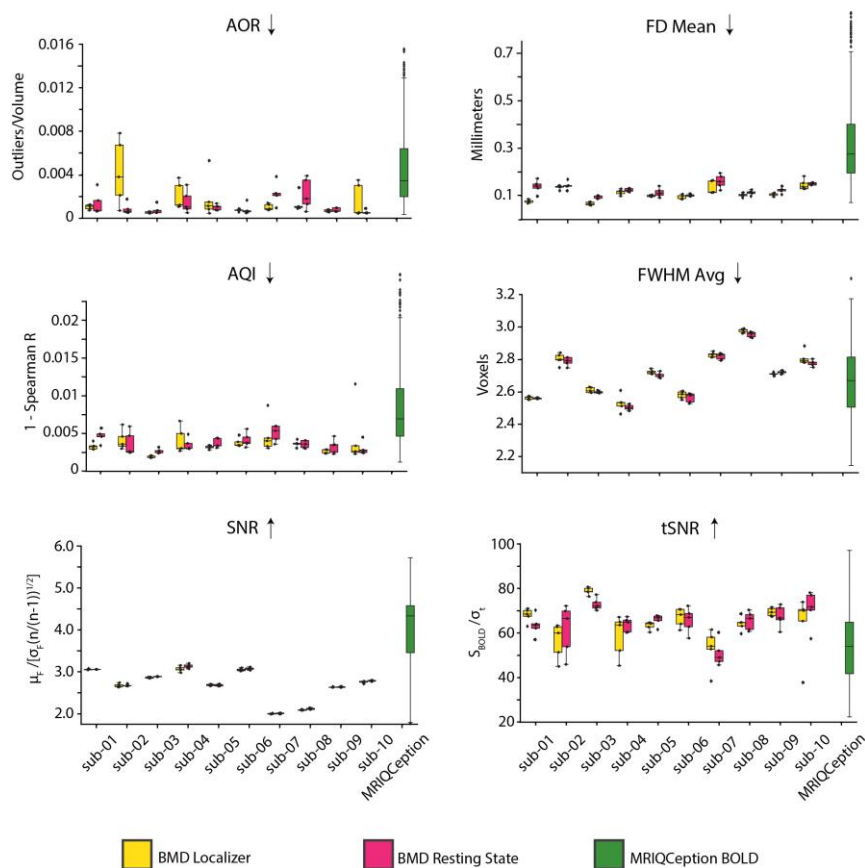 AOR ↓
Outliers/Volume
0.016
0.012
0.008
0.004
0
FD Mean ↓
Millimeters
0.7
0.5
0.3
0.1
AQI ↓
1 - Spearman R
0.02
0.015
0.01
0.005
0
FWHM Avg ↓
Voxels
3.2
3.0
2.8
2.6
2.4
2.2
SNR ↑
μF /[σF(n/(n-1))1/2]
6.0
5.0
4.0
3.0
2.0
sub-01
sub-02
sub-03
sub-04
sub-05
sub-06
sub-07
sub-08
sub-09
sub-10
MRIQCeption
tSNR ↑
SBOLD /σt
100
80
60
40
20
sub-01
sub-02
sub-03
sub-04
sub-05
sub-06
sub-07
sub-08
sub-09
sub-10
MRIQCeption
BMD Localizer
BMD Resting State
MRIQCeption BOLD